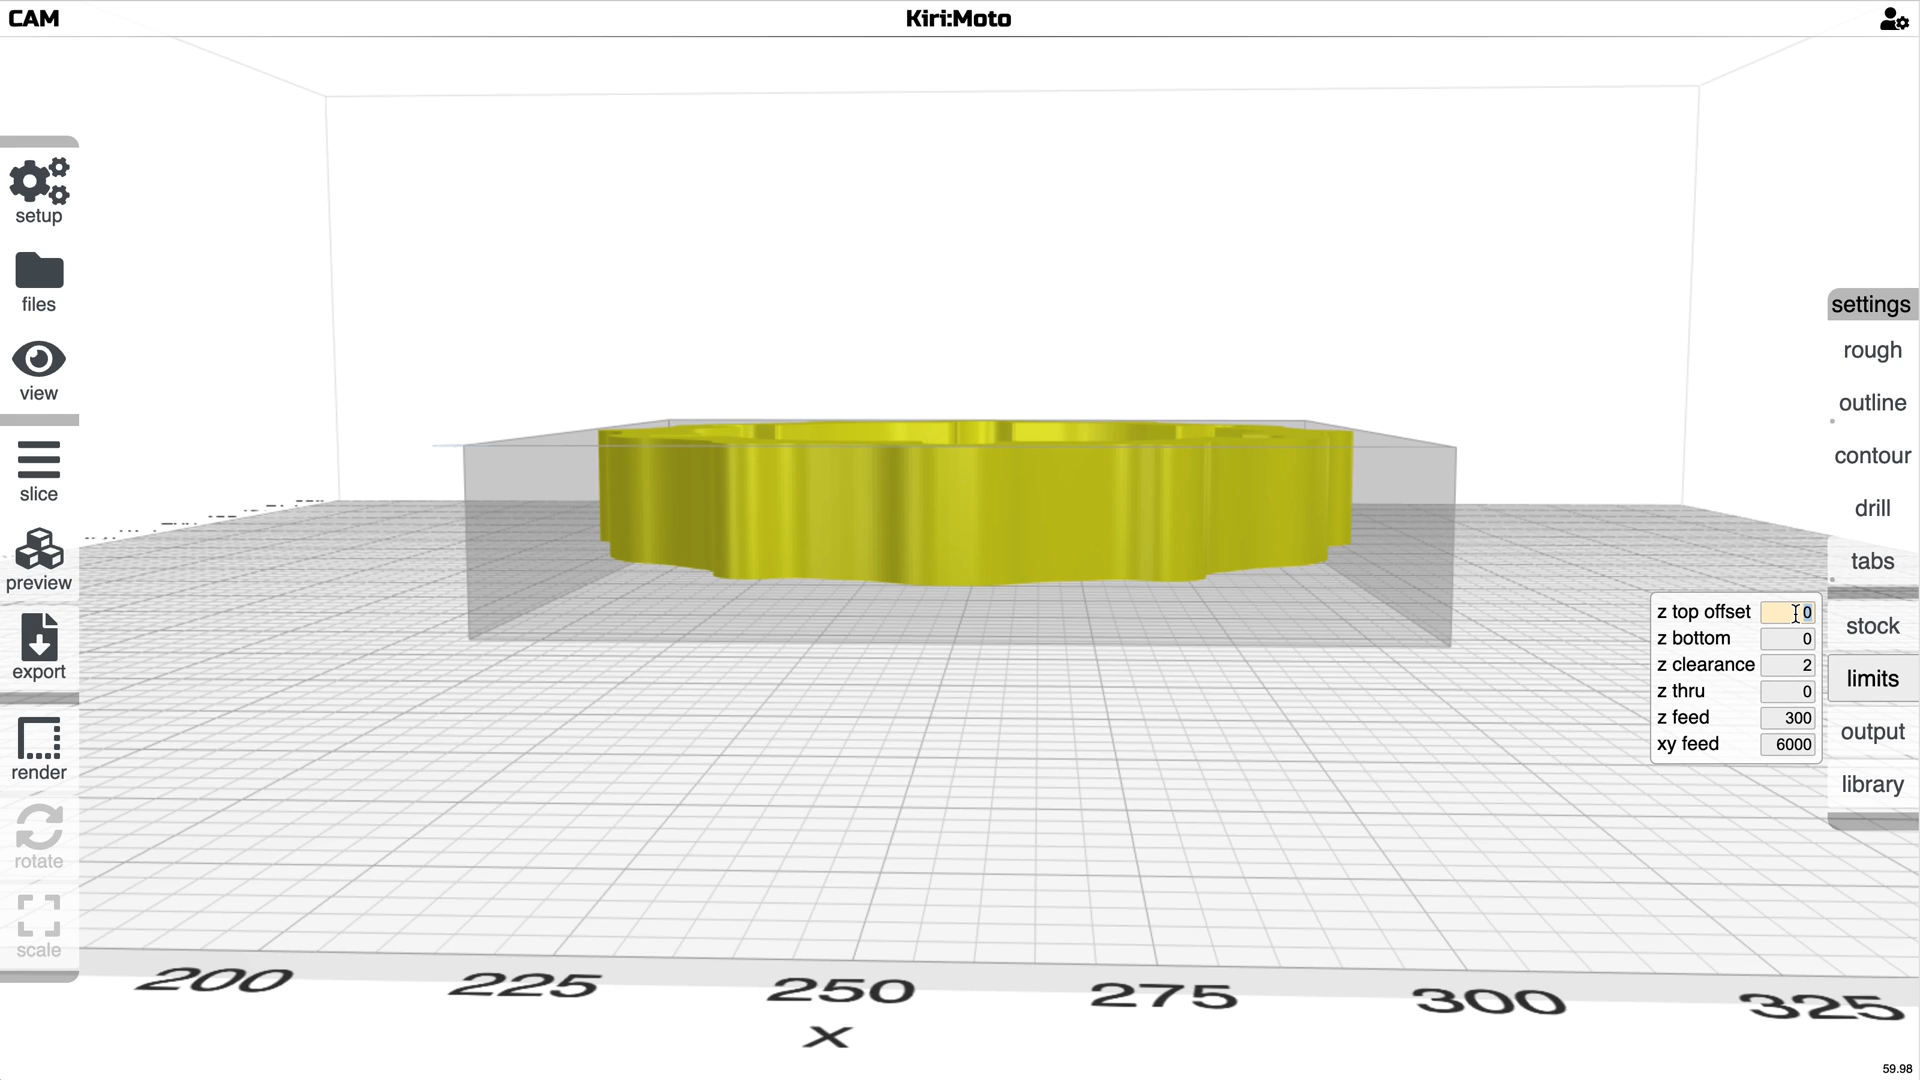 CAM
Kiri:Moto
setup
files
view
slice
preview
export
render
rotate
scale
settings
rough
outline
contour
drill
tabs
stock
limits
output
library
z top offset 0
z bottom 0
z clearance 2
z thru 0
z feed 300
xy feed 6000
200 225 250 275 300 325
X
59.98